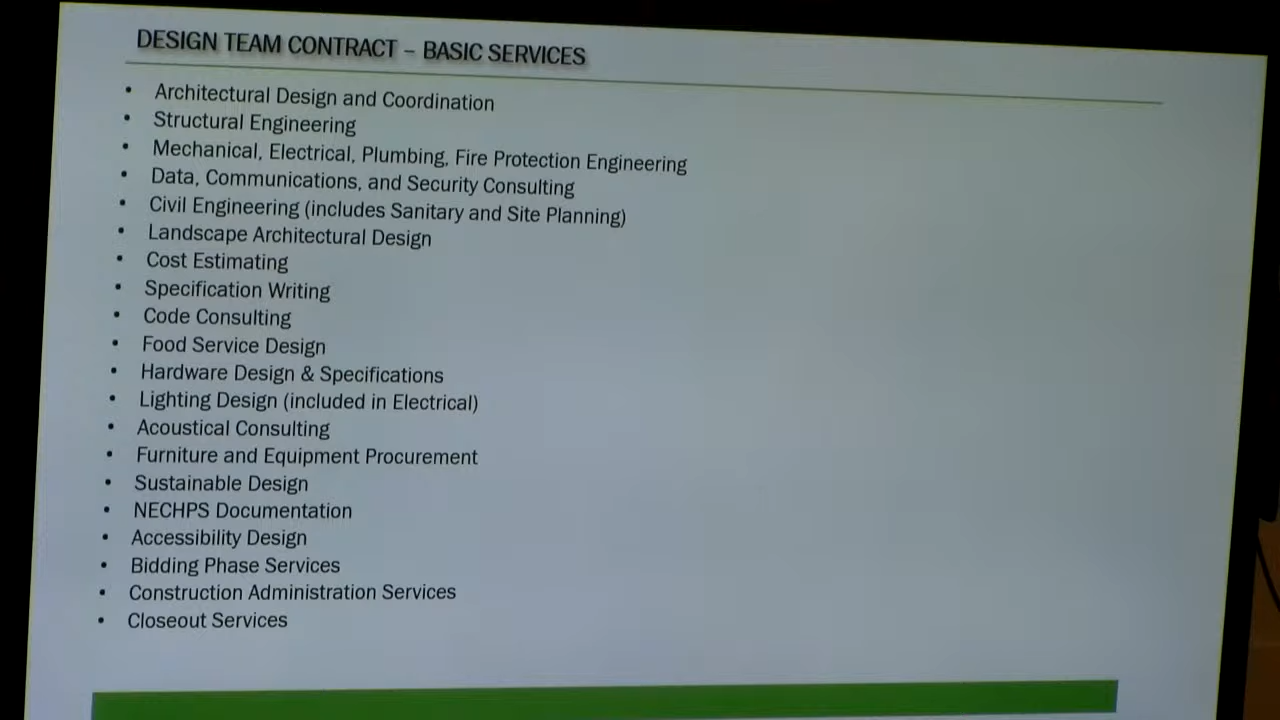 DESIGN TEAM CONTRACT – BASIC SERVICES
• Architectural Design and Coordination
• Structural Engineering
• Mechanical, Electrical, Plumbing, Fire Protection Engineering
• Data, Communications, and Security Consulting
• Civil Engineering (includes Sanitary and Site Planning)
• Landscape Architectural Design
• Cost Estimating
• Specification Writing
• Code Consulting
• Food Service Design
• Hardware Design & Specifications
• Lighting Design (included in Electrical)
• Acoustical Consulting
• Furniture and Equipment Procurement
• Sustainable Design
• NECHPS Documentation
• Accessibility Design
• Bidding Phase Services
• Construction Administration Services
• Closeout Services